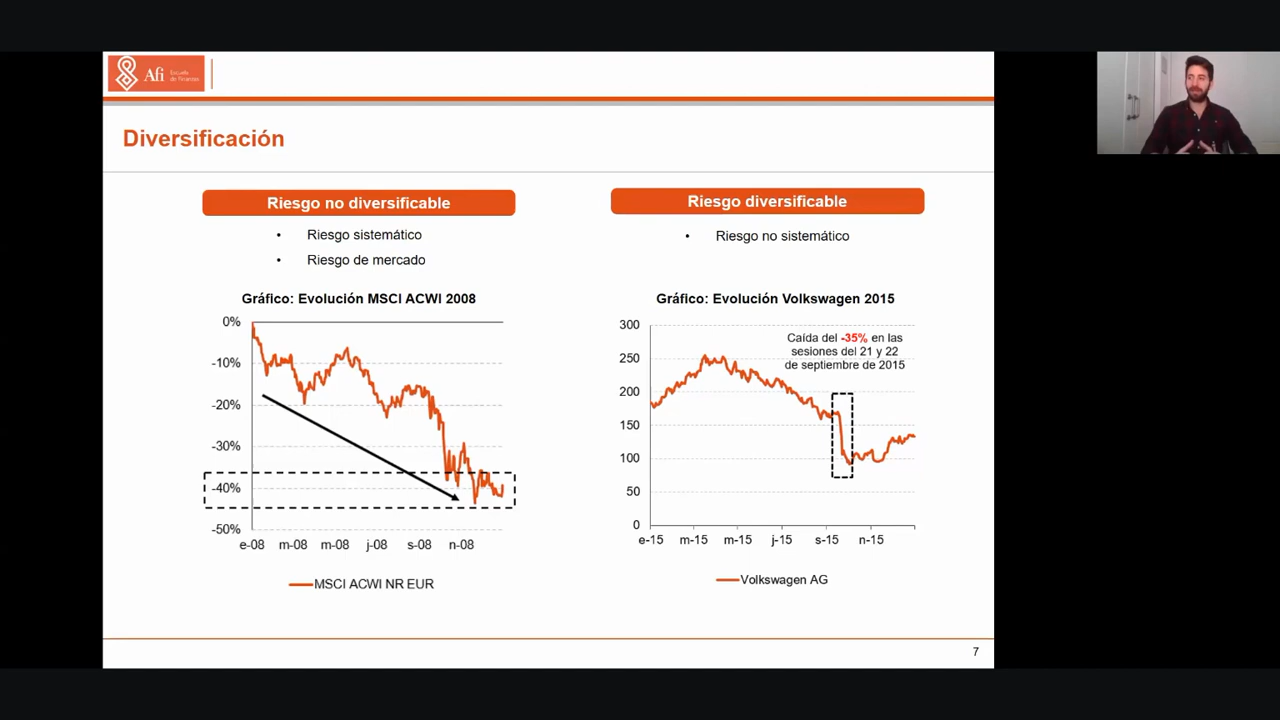 Afi
Escuela
de Finanzas
Diversificación
Riesgo no diversificable
• Riesgo sistemático
• Riesgo de mercado
Gráfico: Evolución MSCI ACWI 2008
0%
-10%
-20%
-30%
-40%
-50%
e-08 m-08 m-08 j-08 s-08 n-08
MSCI ACWI NR EUR
Riesgo diversificable
• Riesgo no sistemático
Gráfico: Evolución Volkswagen 2015
300
250
200
150
100
50
0
Caída del -35% en las
sesiones del 21 y 22
de septiembre de 2015
e-15 m-15 m-15 j-15 s-15 n-15
Volkswagen AG
7